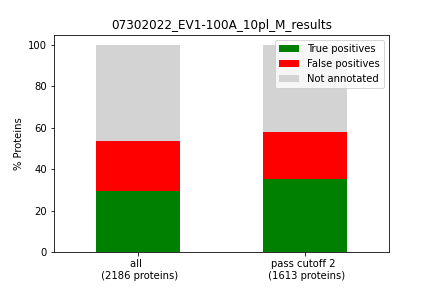 07302022_EV1-100A_10pl_M_results
100
80
60
40
20
0
% Proteins
True positives
False positives
Not annotated
all
(2186 proteins)
pass cutoff 2
(1613 proteins)